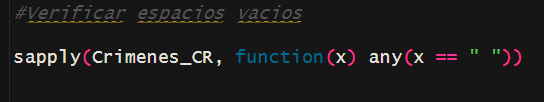 #Verificar espacios vacios
sapply(Crimenes_CR, function(x) any(x == " "))